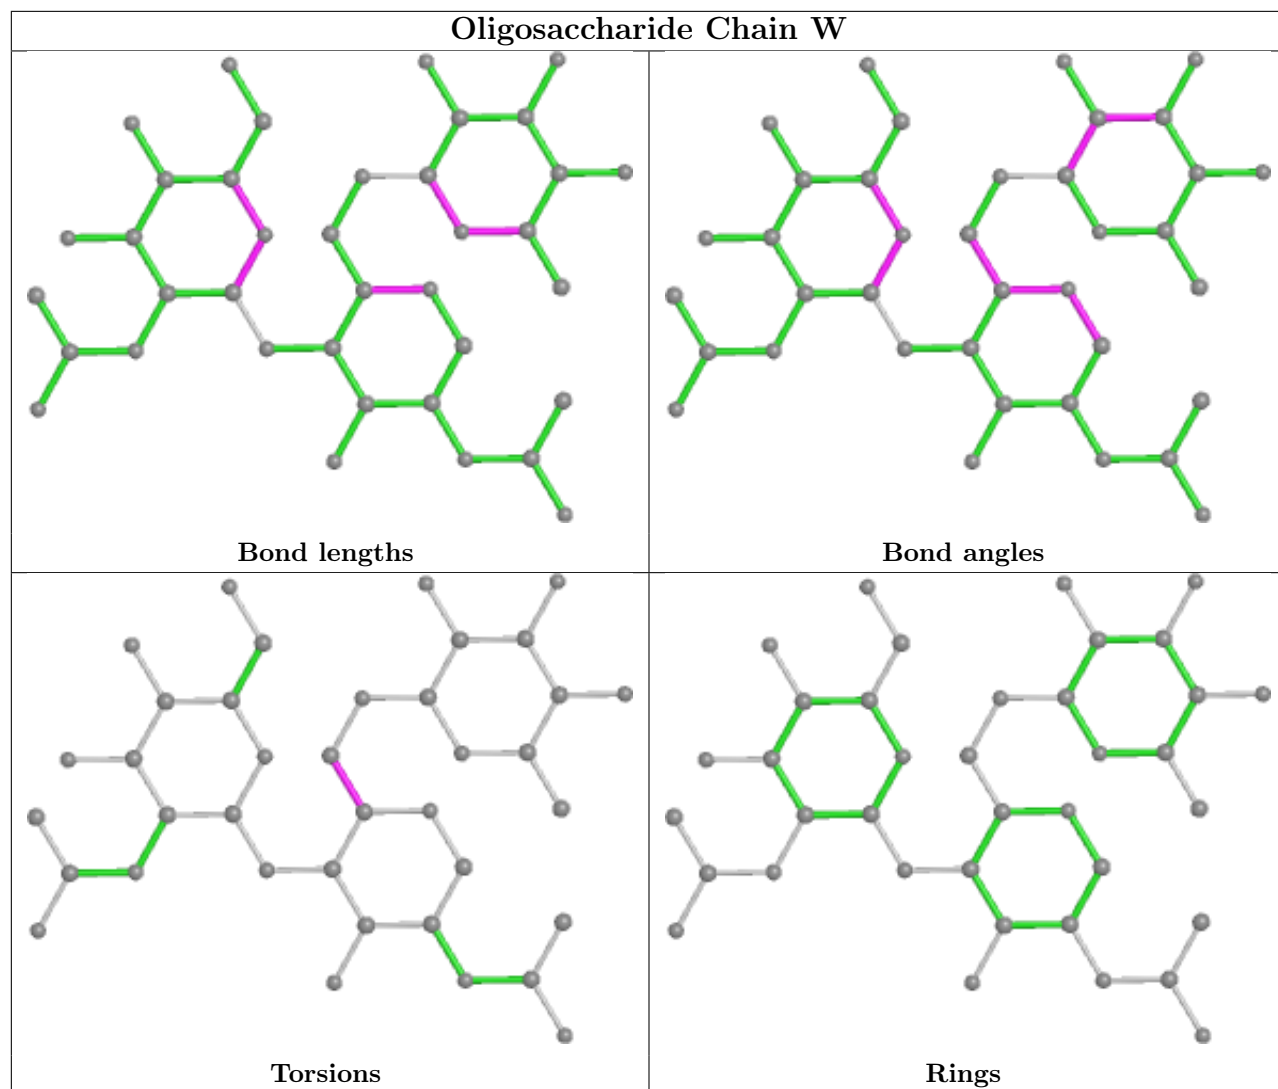 Oligosaccharide Chain W
Bond lengths
Bond angles
Torsions
Rings